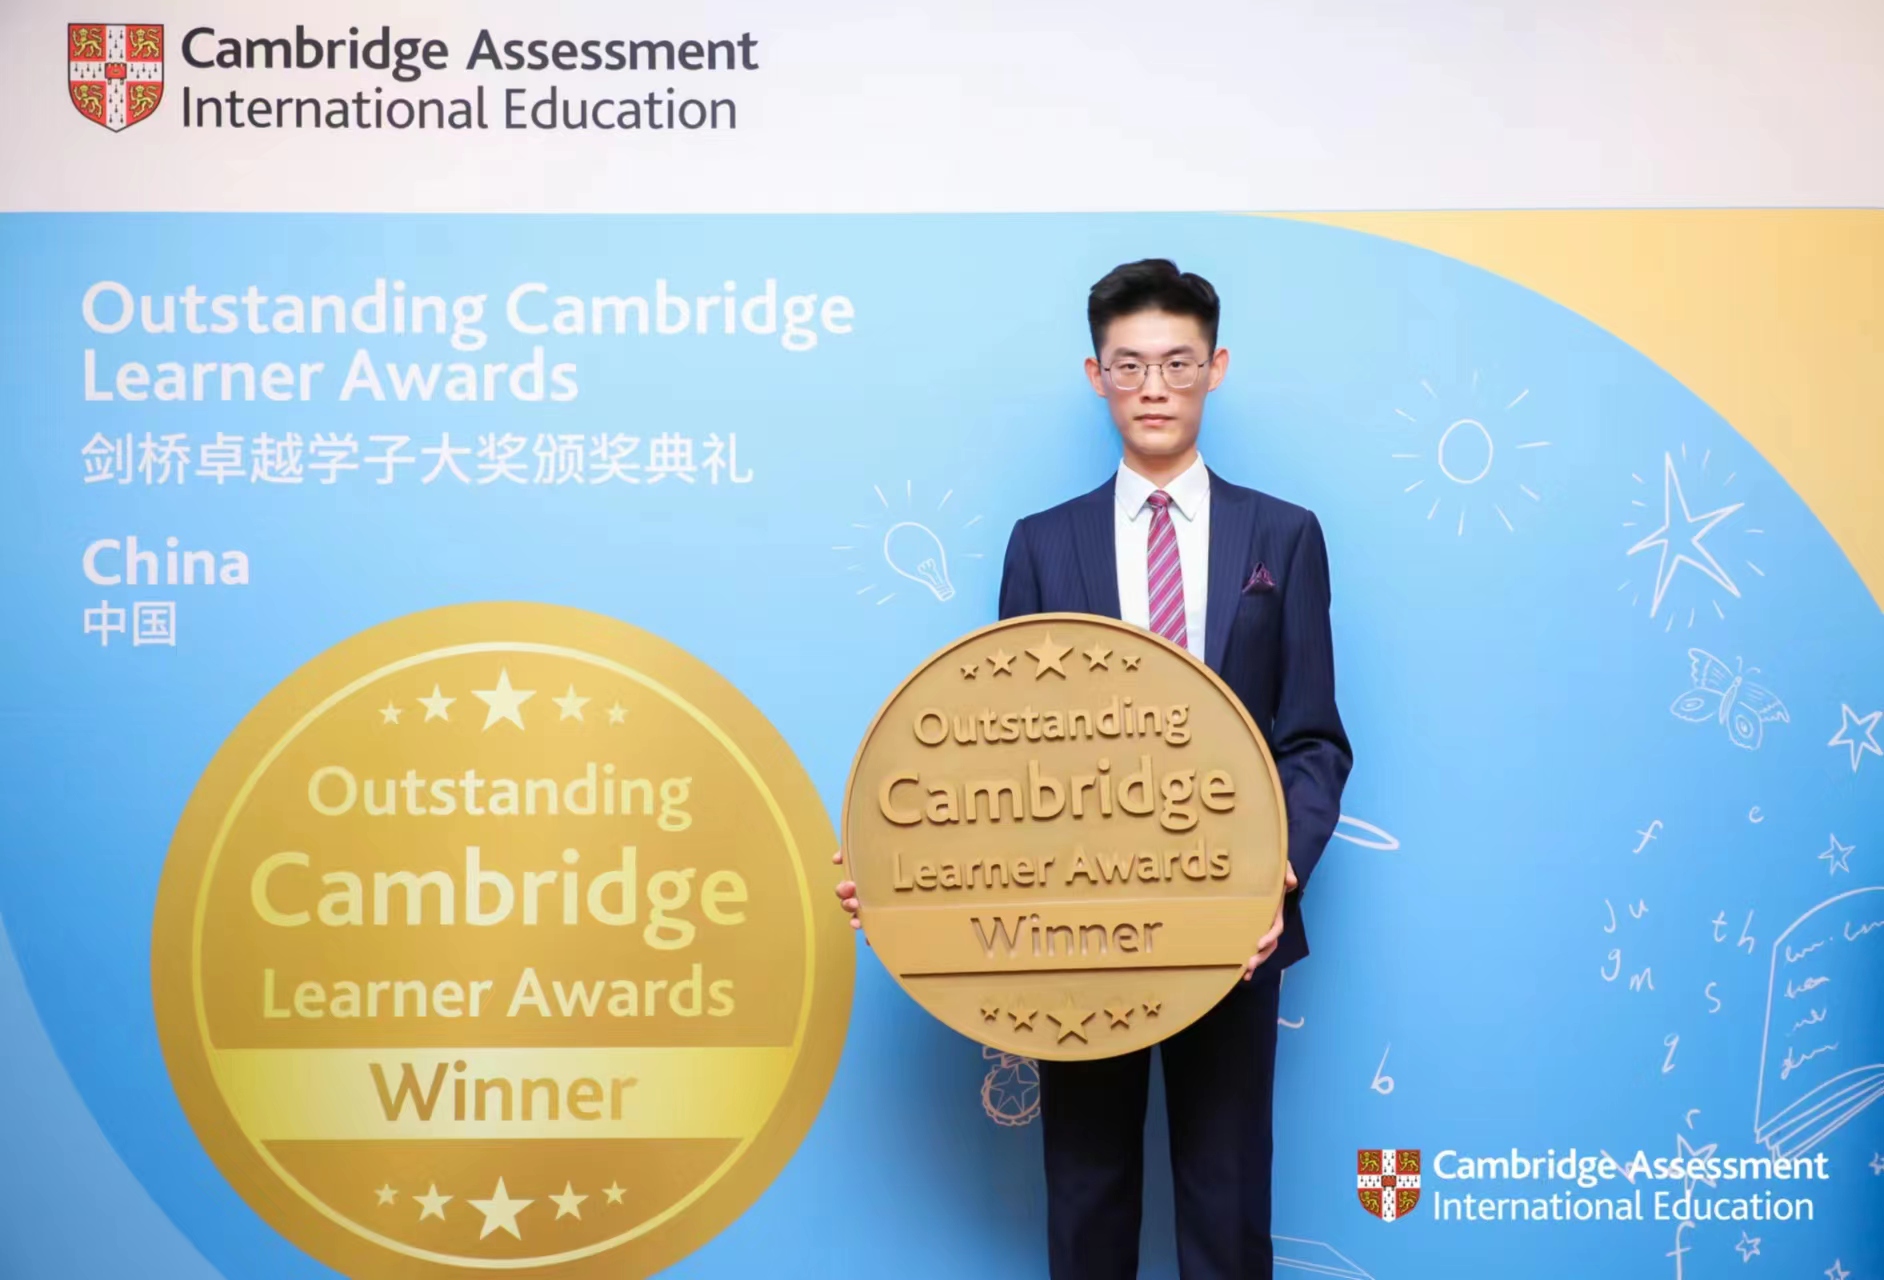 Cambridge Assessment
International Education
Outstanding Cambridge
Learner Awards
剑桥卓越学子大奖颁奖典礼
China
中国
Outstanding
Cambridge
Learner Awards
Winner
Outstanding
Cambridge
Learner Awards
Winner
f
e
j u
t h
g m
s
q
b
r
f
Cambridge Assessment
International Education